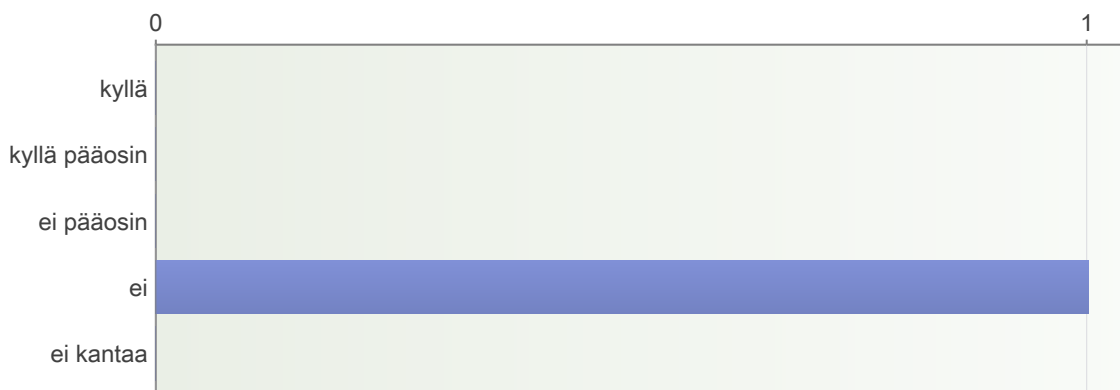 0 1
kyllä
kyllä pääosin
ei pääosin
ei
ei kantaa